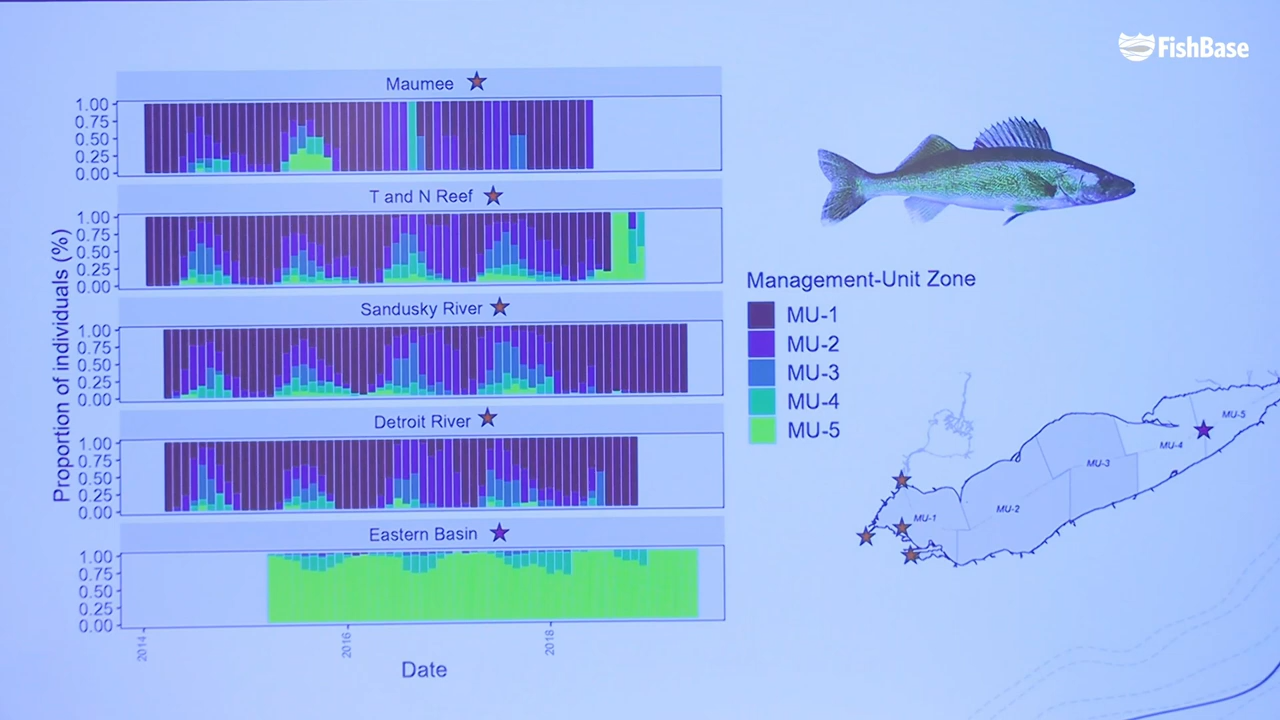 FishBase
Maumee
1.00
0.75
0.50
0.25
0.00
T and N Reef
1.00
0.75
0.50
0.25
0.00
Sandusky River
1.00
0.75
0.50
0.25
0.00
Detroit River
1.00
0.75
0.50
0.25
0.00
Eastern Basin
1.00
0.75
0.50
0.25
0.00
Proportion of individuals (%)
2014
2016
2018
Date
Management-Unit Zone
MU-1
MU-2
MU-3
MU-4
MU-5
MU-5
MU-4
MU-3
MU-2
MU-1